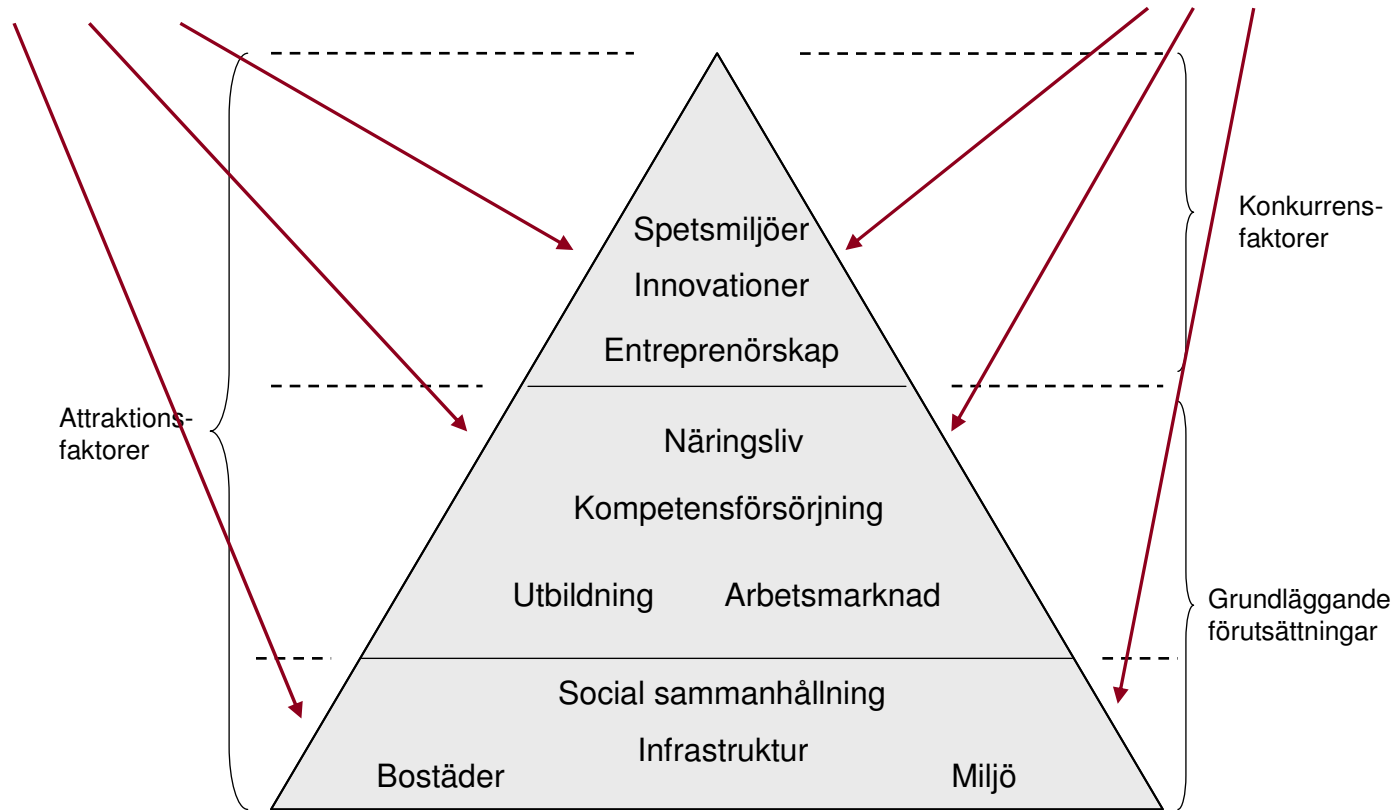 Spetsmiljöer
Innovationer
Entreprenörskap
Konkurrens-
faktorer
Attraktions-
faktorer
Näringsliv
Kompetensförsörjning
Utbildning
Arbetsmarknad
Grundläggande
förutsättningar
Social sammanhållning
Infrastruktur
Bostäder
Miljö